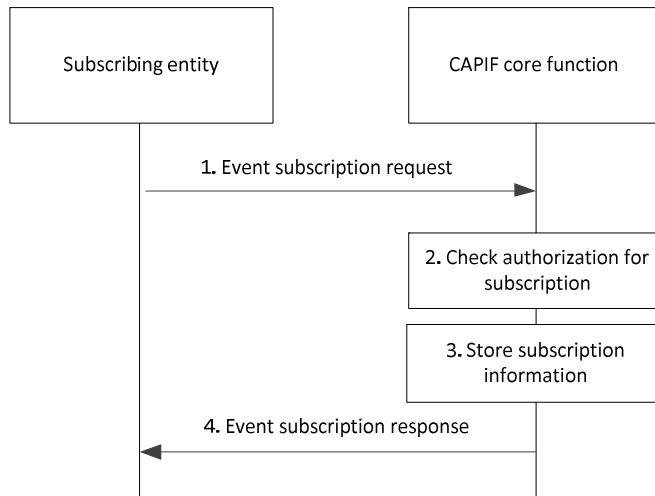 Subscribing entity
CAPIF core function
1. Event subscription request
2. Check authorization for
subscription
3. Store subscription
information
4. Event subscription response